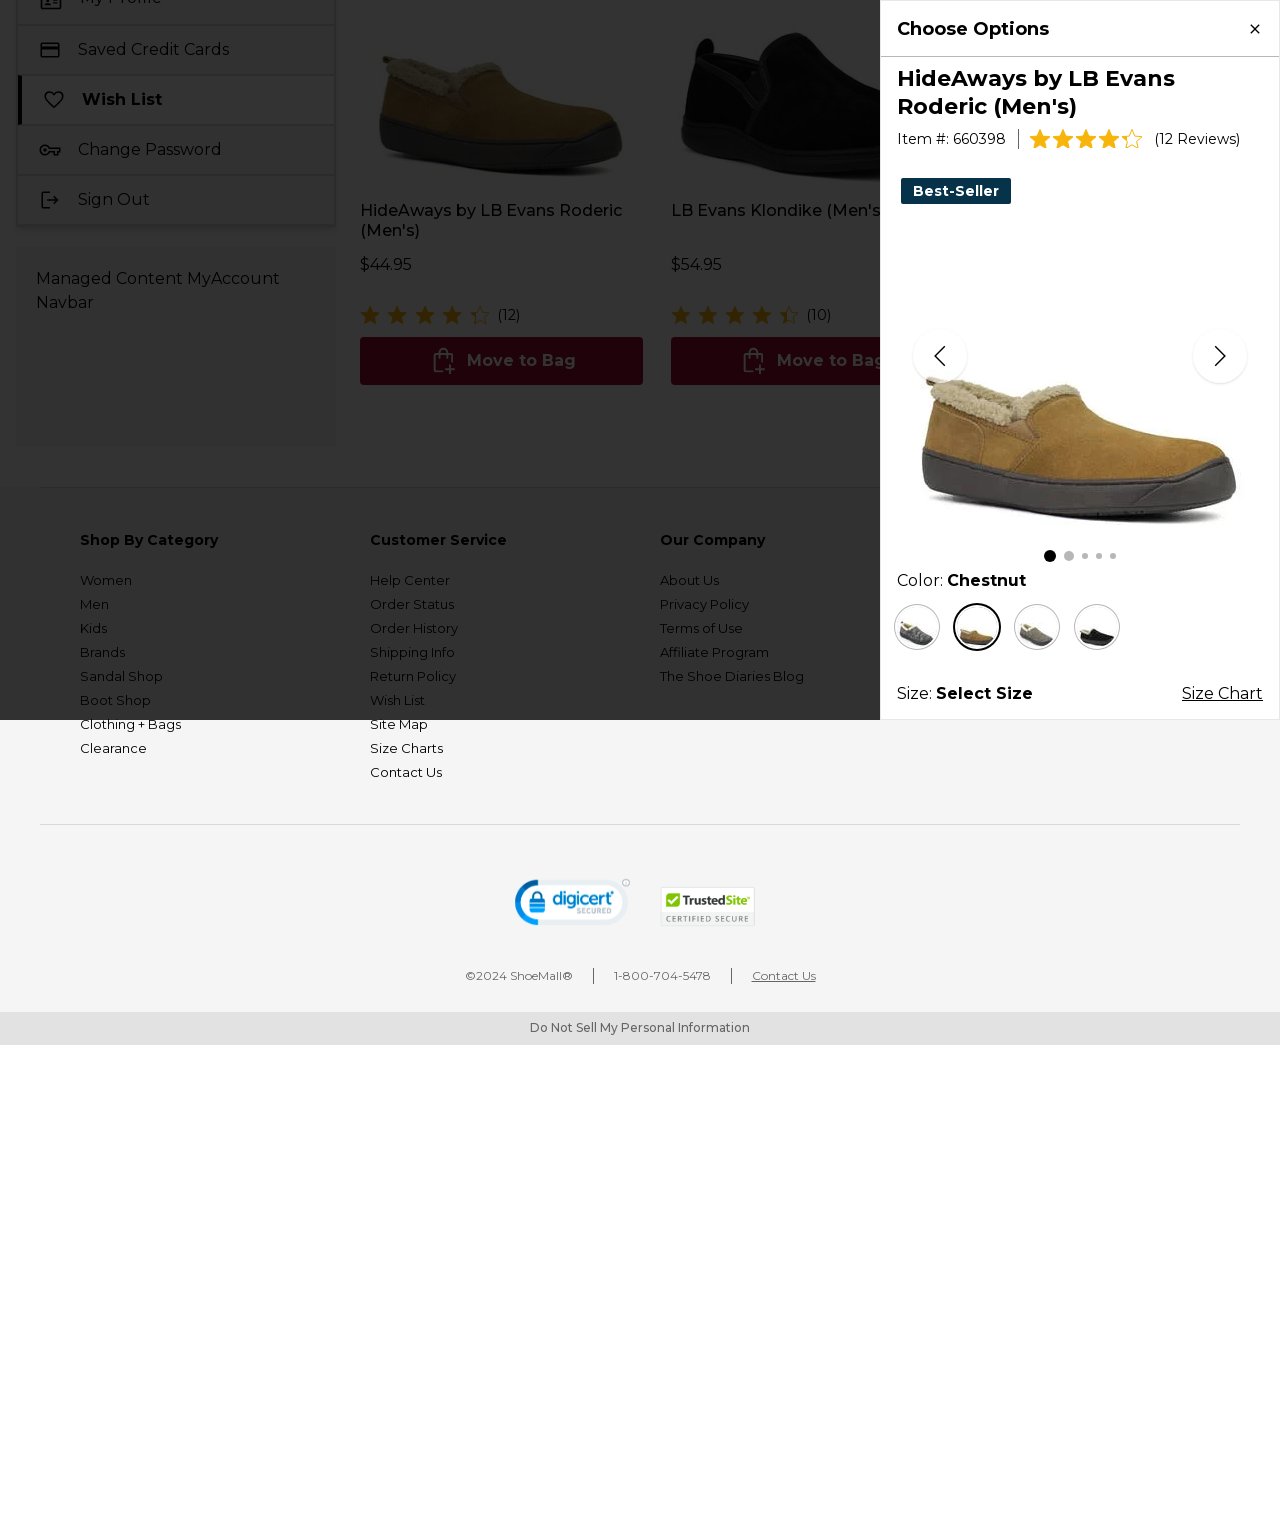 My Profile
Saved Credit Cards
Wish List
Change Password
Sign Out
Managed Content MyAccount
Navbar
HideAways by LB Evans Roderic
(Men's)
$44.95
(12)
Move to Bag
LB Evans Klondike (Men's
$54.95
(10)
Move to Bag
Choose Options
HideAways by LB Evans
Roderic (Men's)
Item #: 660398
(12 Reviews)
Best-Seller
Color: Chestnut
Size: Select Size
Size Chart
Shop By Category
Women
Men
Kids
Brands
Sandal Shop
Boot Shop
Clothing + Bags
Clearance
Customer Service
Help Center
Order Status
Order History
Shipping Info
Return Policy
Wish List
Site Map
Size Charts
Contact Us
Our Company
About Us
Privacy Policy
Terms of Use
Affiliate Program
The Shoe Diaries Blog
digicert
SECURED
TrustedSite
CERTIFIED SECURE
©2024 ShoeMall®
1-800-704-5478
Contact Us
Do Not Sell My Personal Information